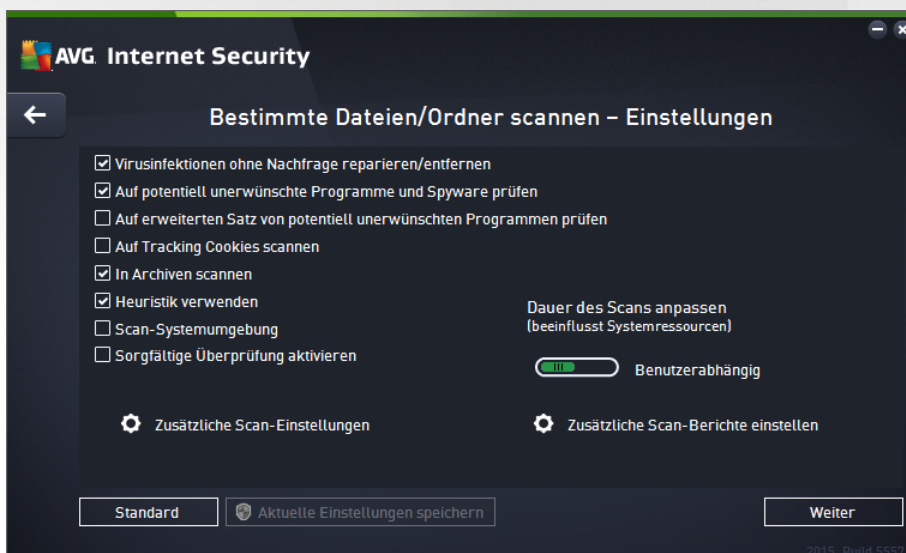 AVG. Internet Security
Bestimmte Dateien/Ordner scannen – Einstellungen
Virusinfektionen ohne Nachfrage reparieren/entfernen
Auf potentiell unerwünschte Programme und Spyware prüfen
Auf erweiterten Satz von potentiell unerwünschten Programmen prüfen
Auf Tracking Cookies scannen
In Archiven scannen
Heuristik verwenden
Scan-Systemumgebung
Sorgfältige Überprüfung aktivieren
Dauer des Scans anpassen
(beeinflusst Systemressourcen)
Benutzerabhängig
Zusätzliche Scan-Einstellungen
Zusätzliche Scan-Berichte einstellen
Standard
Aktuelle Einstellungen speichern
Weiter
2015 Build 5557